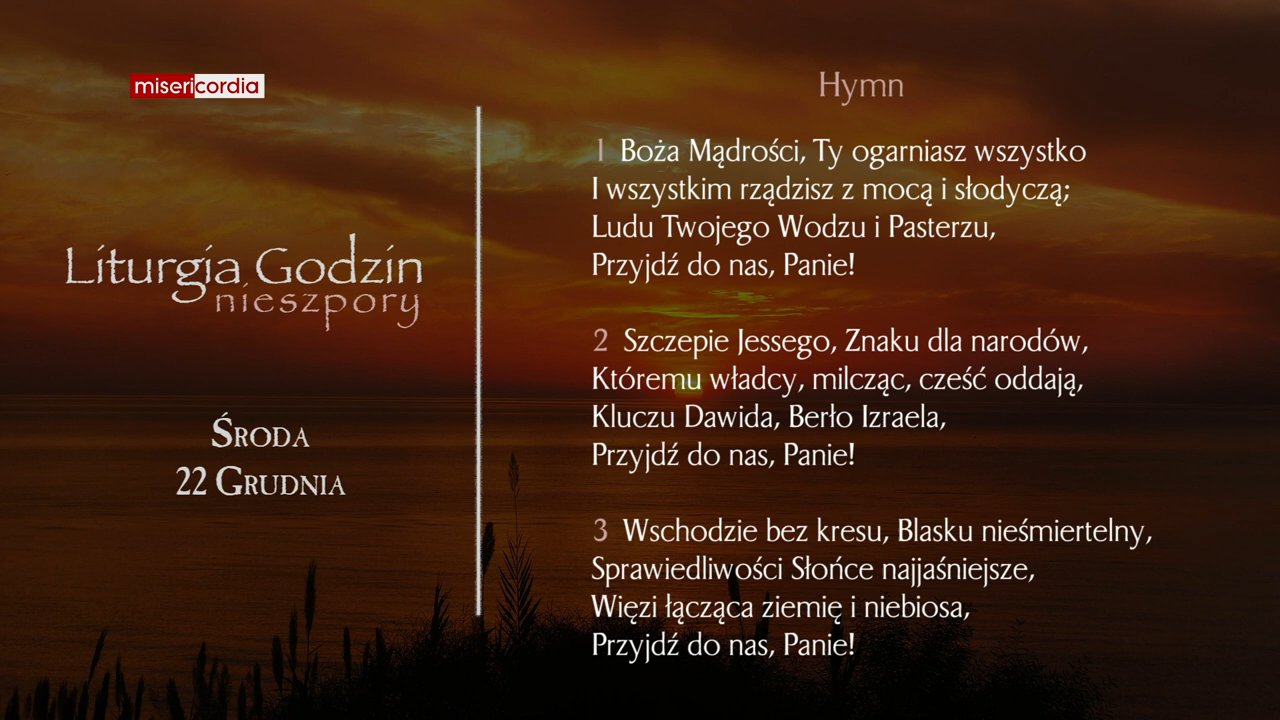 misericordia
Liturgia Godzin
nieszpory
Środa
22 Grudnia
Hymn
1 Boża Mądrości, Ty ogarniasz wszystko
I wszystkim rządzisz z mocą i słodyczą;
Ludu Twojego Wodzu i Pasterzu,
Przyjdź do nas, Panie!
2 Szczepie Jessego, Znaku dla narodów,
Któremu władcy, milcząc, cześć oddają,
Kluczu Dawida, Berło Izraela,
Przyjdź do nas, Panie!
3 Wschodzie bez kresu, Blasku nieśmiertelny,
Sprawiedliwości Słońce najjaśniejsze,
Więzi łącząca ziemię i niebiosa,
Przyjdź do nas, Panie!